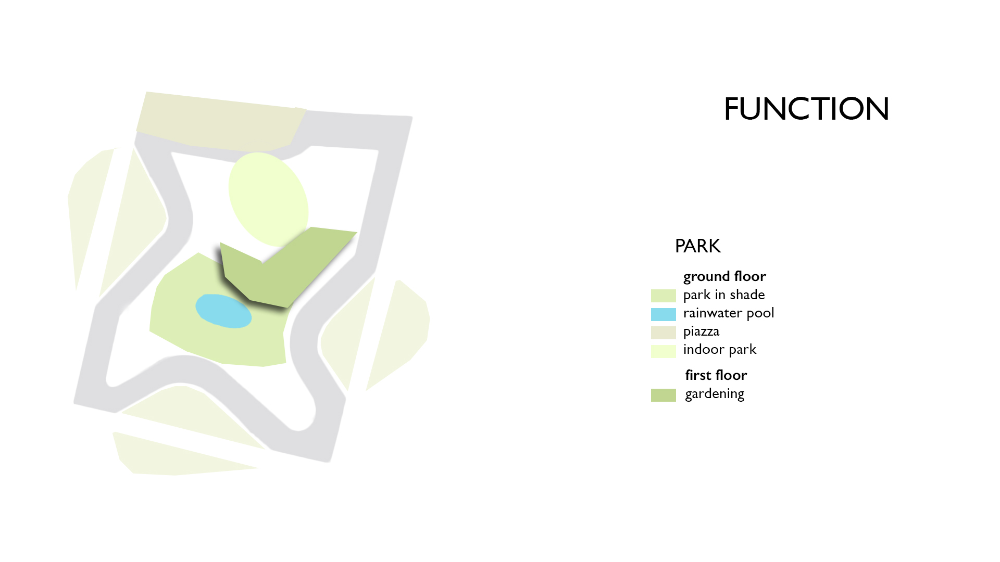 FUNCTION
PARK
ground floor
park in shade
rainwater pool
piazza
indoor park
first floor
gardening